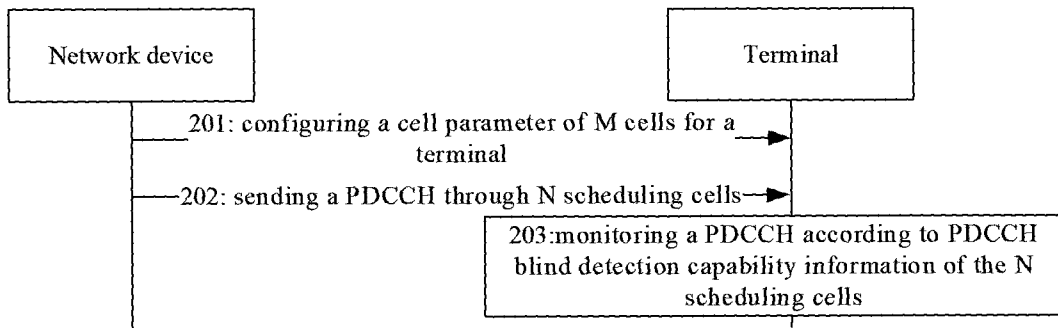 Network device
Terminal
201: configuring a cell parameter of M cells for a
terminal
202: sending a PDCCH through N scheduling cells
203:monitoring a PDCCH according to PDCCH
blind detection capability information of the N
scheduling cells